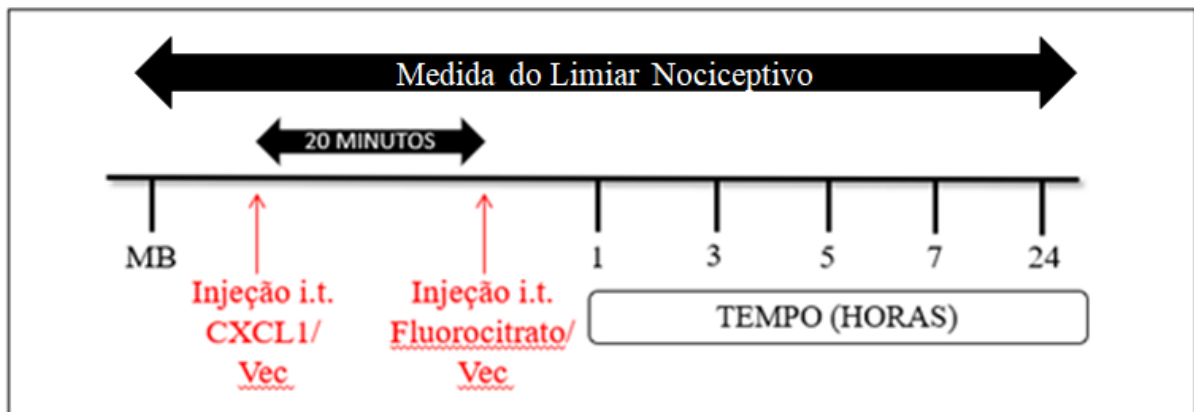 Medida do Limiar Nociceptivo
20 MINUTOS
MB
1 3 5 7 24
Injeção i.t.
CXCL1/
Vec
Injeção i.t.
Fluorocitrato/
Vec
TEMPO (HORAS)